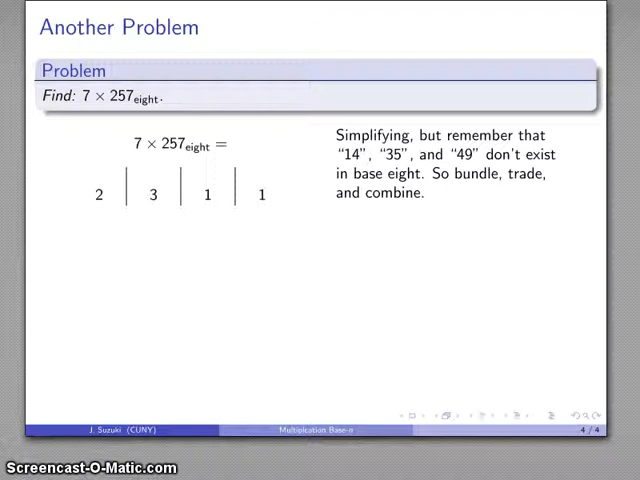 Another Problem
Problem
Find: 7 × 257eight.
7 × 257eight =
2 | 3 | 1 | 1
Simplifying, but remember that
“14”, “35”, and “49” don't exist
in base eight. So bundle, trade,
and combine.
J. Suzuki (CUNY)
Multiplication Base-n
4 / 4
Screencast-O-Matic.com